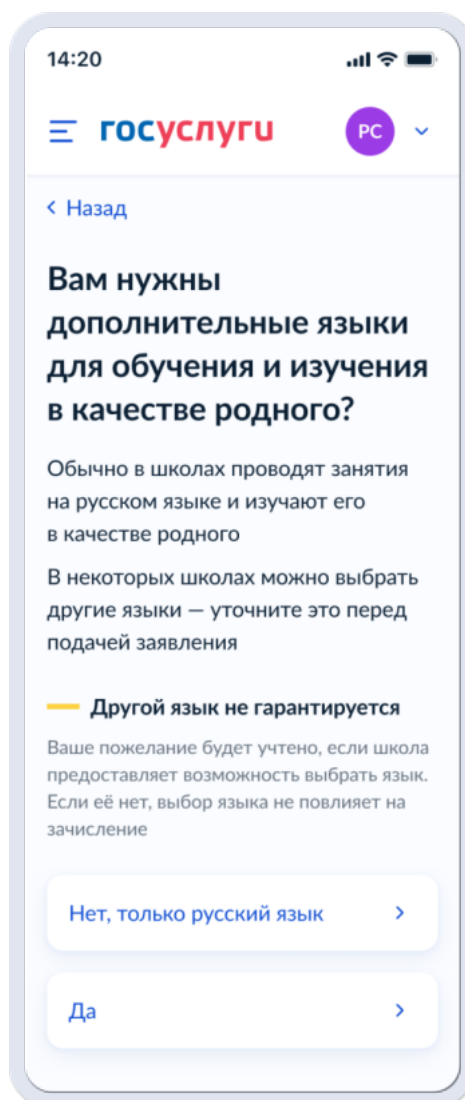 14:20
госуслуги
РС
Назад
Вам нужны
дополнительные языки
для обучения и изучения
в качестве родного?
Обычно в школах проводят занятия
на русском языке и изучают его
в качестве родного
В некоторых школах можно выбрать
другие языки — уточните это перед
подачей заявления
Другой язык не гарантируется
Ваше пожелание будет учтено, если школа
предоставляет возможность выбрать язык.
Если её нет, выбор языка не повлияет на
зачисление
Нет, только русский язык
Да